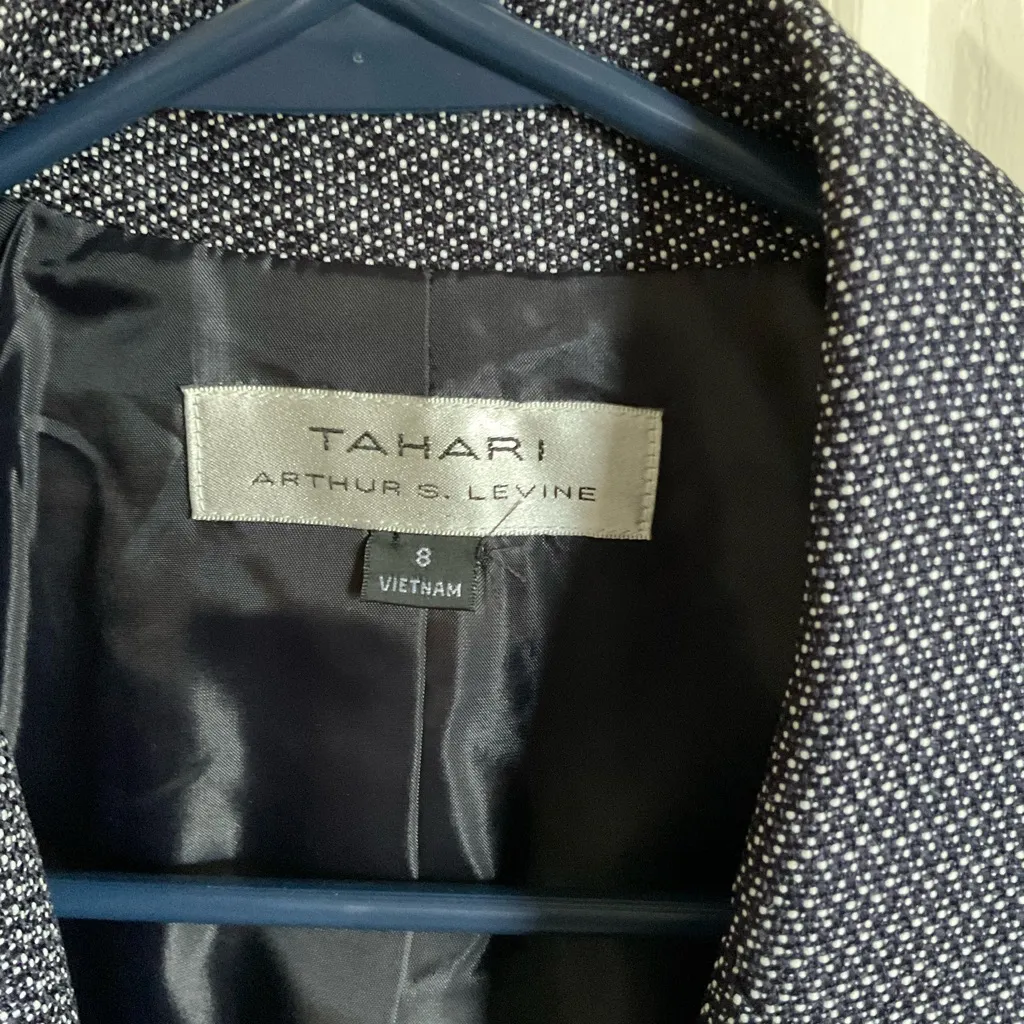 TAHARI
ARTHUR S. LEVINE
8
VIETNAM